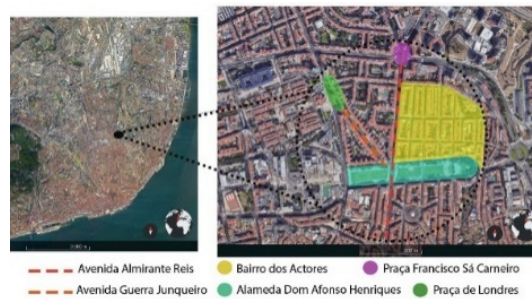 Avenida Almirante Reis
Bairro dos Actores
Praça Francisco Sá Carneiro
Avenida Guerra Junqueiro
Alameda Dom Afonso Henriques
Praça de Londres